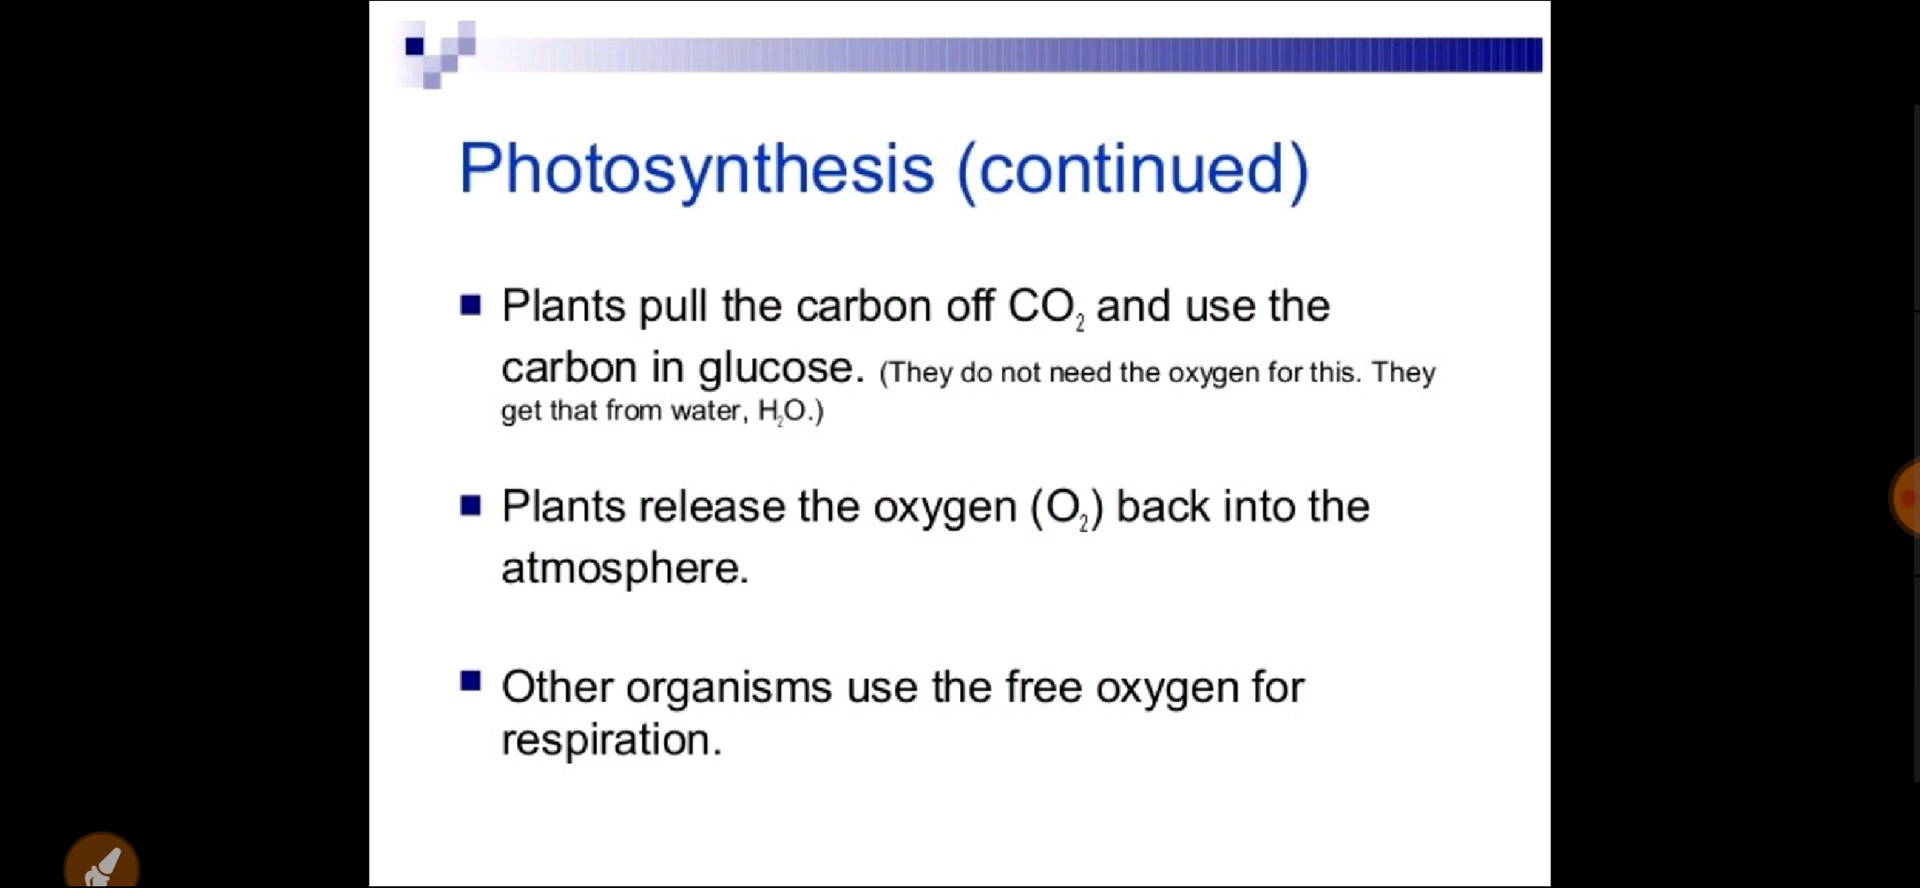 Photosynthesis (continued)
Plants pull the carbon off CO₂ and use the
carbon in glucose. (They do not need the oxygen for this. They
get that from water, H₂O.)
Plants release the oxygen (O₂) back into the
atmosphere.
Other organisms use the free oxygen for
respiration.